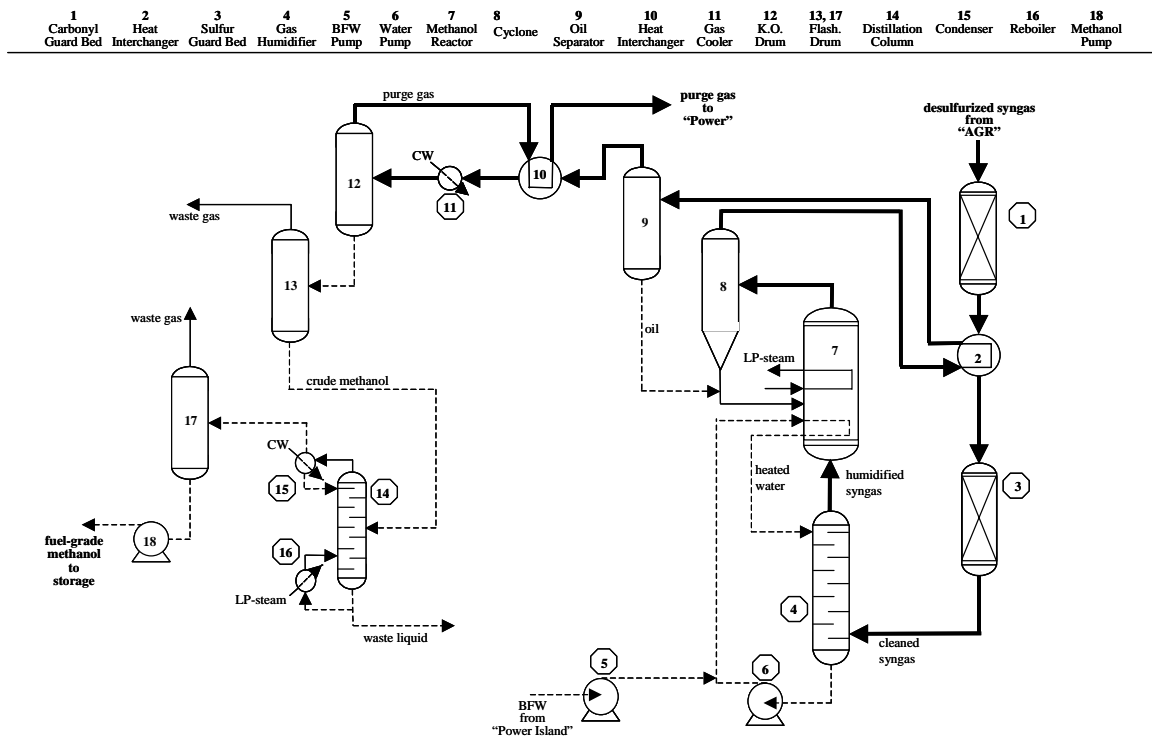 1 2 3 4 5 6 7 8 9 10 11 12 13, 17 14 15 16 18
Carbonyl Guard Bed
Heat Interchanger
Sulfur Guard Bed
Gas Humidifier
BFW Pump
Water Pump
Methanol Reactor
Cyclone
Oil Separator
Heat Interchanger
Gas Cooler
K.O. Drum
Flash. Drum
Distillation Column
Condenser
Reboiler
Methanol Pump
purge gas
purge gas
to
“Power”
desulfurized syngas
from
“AGR”
CW
12
11
10
9
1
waste gas
13
8
7
2
waste gas
LP-steam
oil
crude methanol
17
CW
15
14
heated
water
humidified
syngas
3
18
fuel-grade
methanol
to
storage
16
LP-steam
4
waste liquid
cleaned
syngas
5
6
BFW
from
“Power Island”